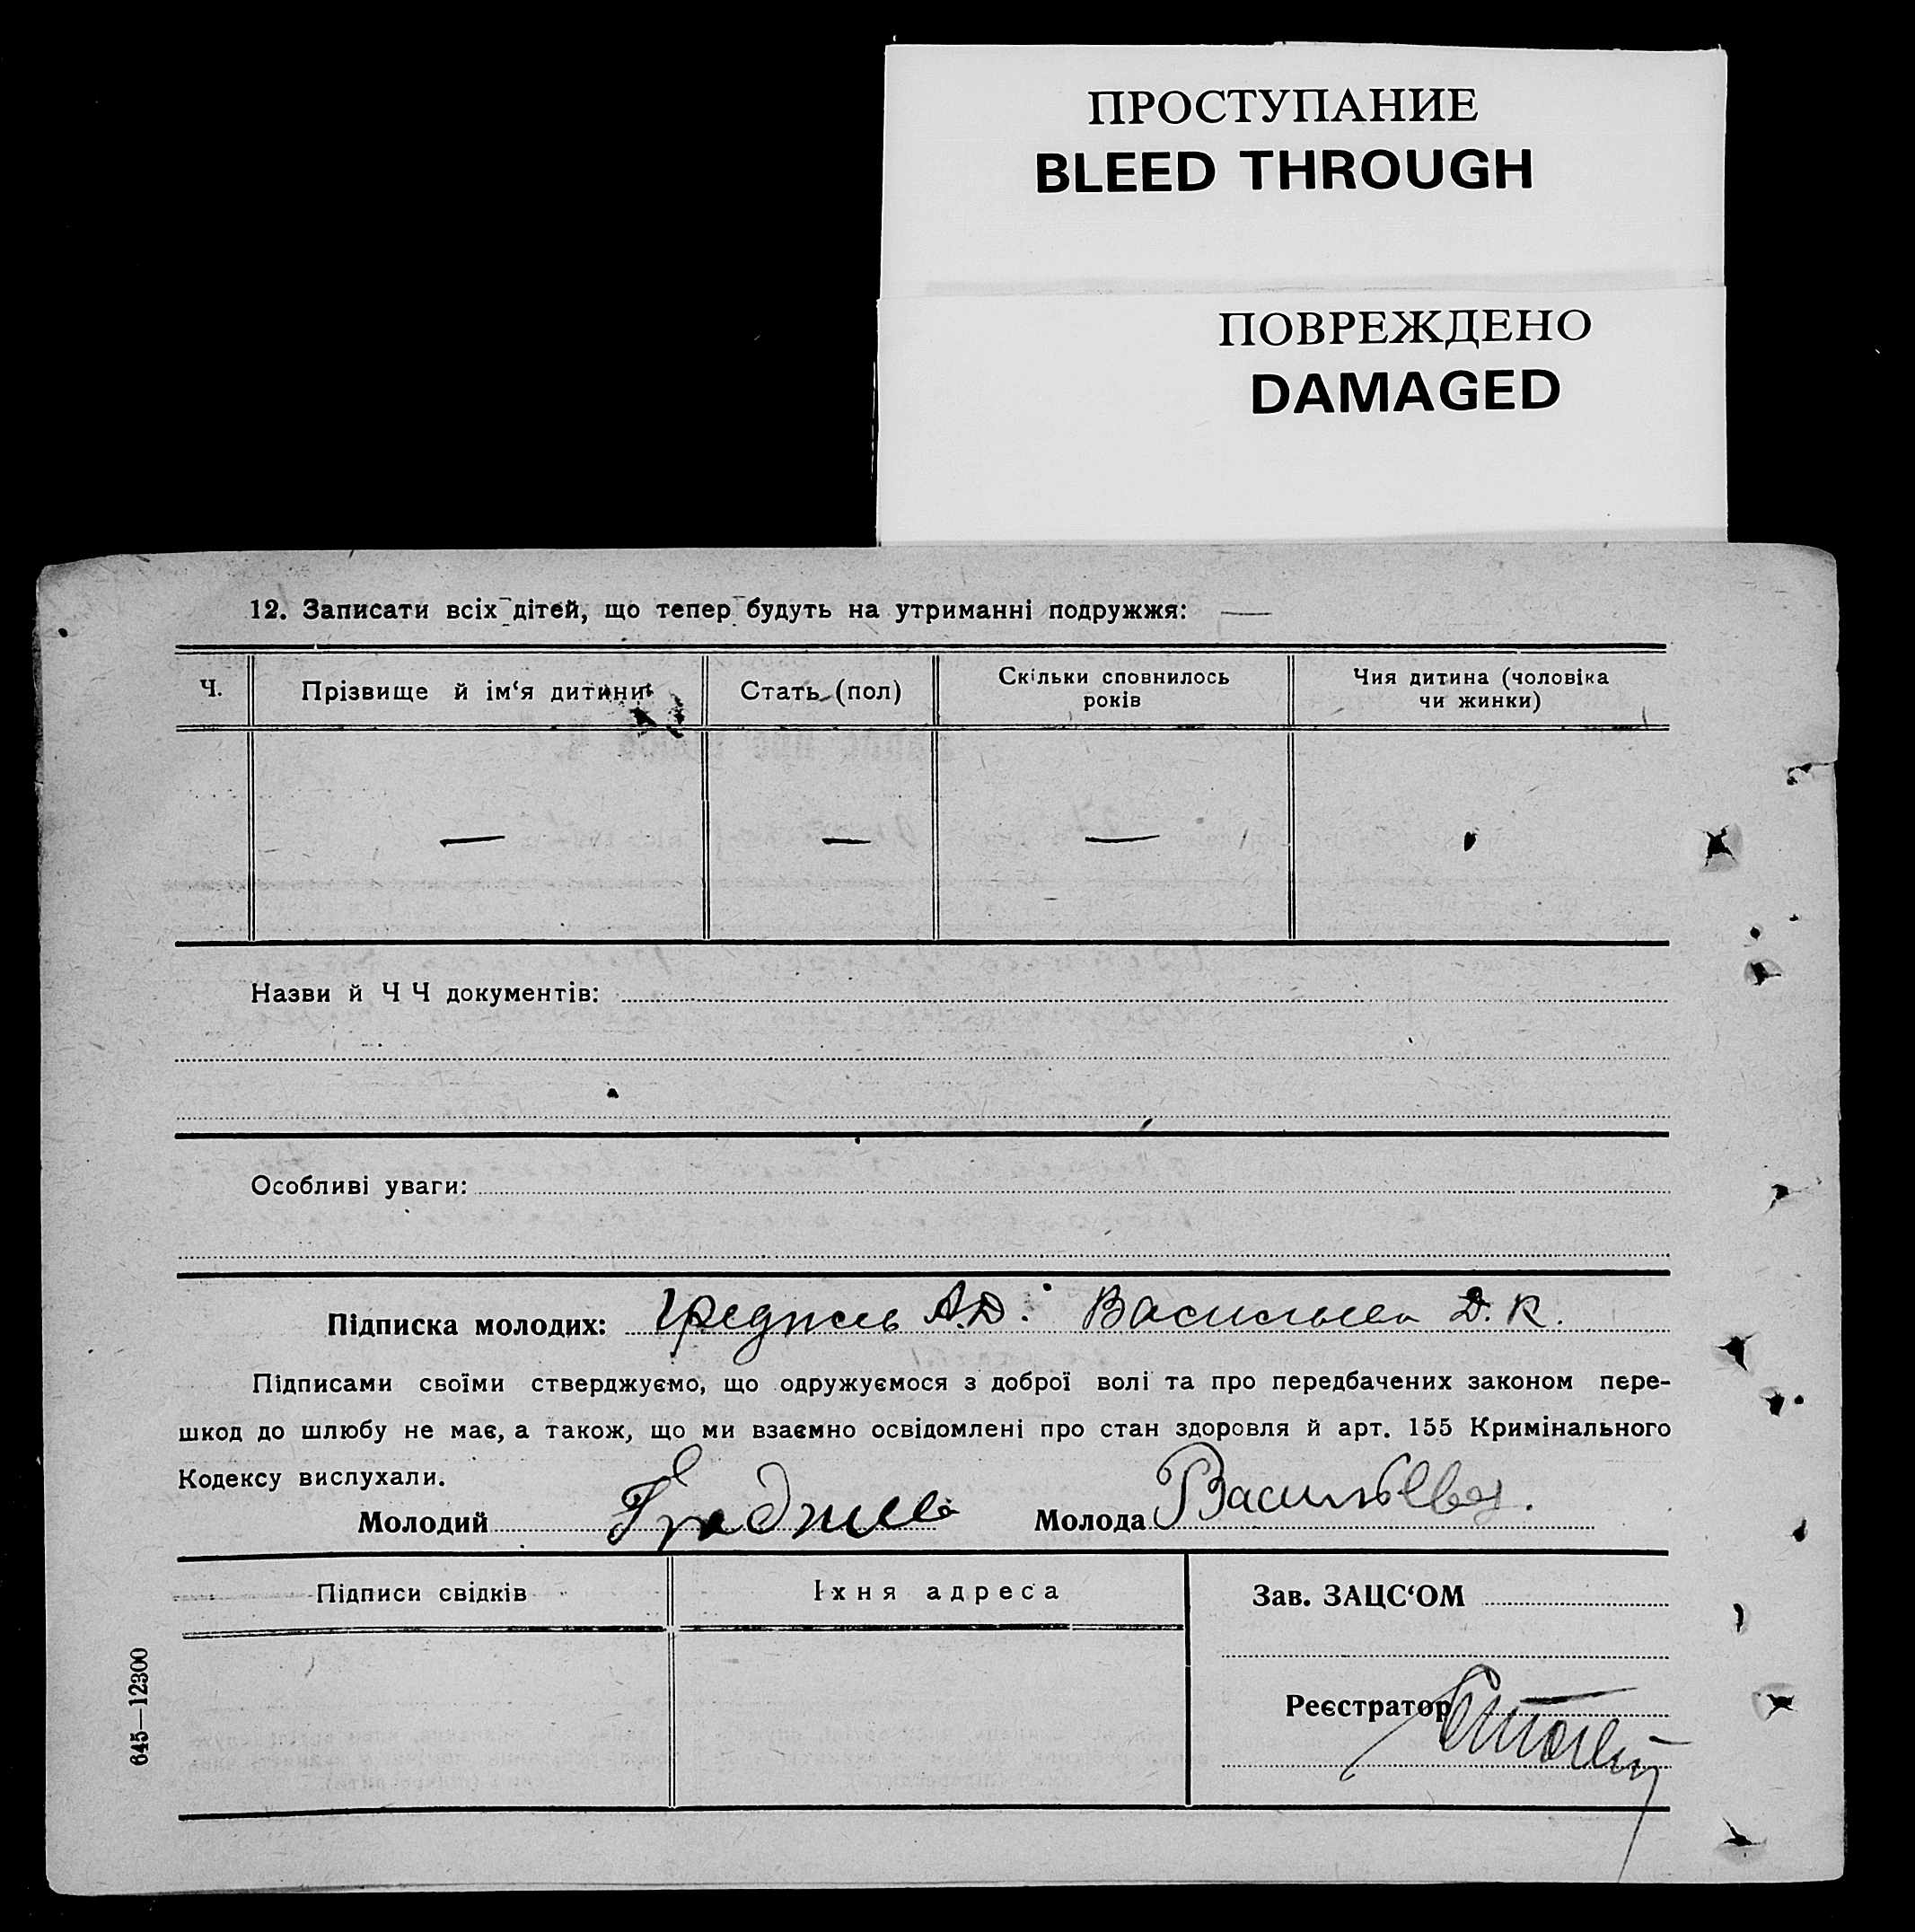 ПРОСТУПАНИЕ
BLEED THROUGH
ПОВРЕЖДЕНО
DAMAGED
12. Записати всіх дітей, що тепер будуть на утриманні подружжя: —
Ч.
Прізвище й ім‘я дитини
Стать (пол)
Скільки сповнилось
років
Чия дитина (чоловіка
чи жинки)
— — —
Назви й Ч Ч документів:
Особливі уваги:
Підписка молодих: А.Д. Васильева Д. К.
Підписами своїми стверджуємо, що одружуємося з доброї волі та про передбачених законом пере-
шкод до шлюбу не має, а також, що ми взаємно освідомлені про стан здоровля й арт. 155 Кримінального
Кодексу вислухали.
Молодий
Молода Васильева.
Підписи свідків
Їхня адреса
Зав. ЗАЦС‘ОМ
Реєстратор
645—12300